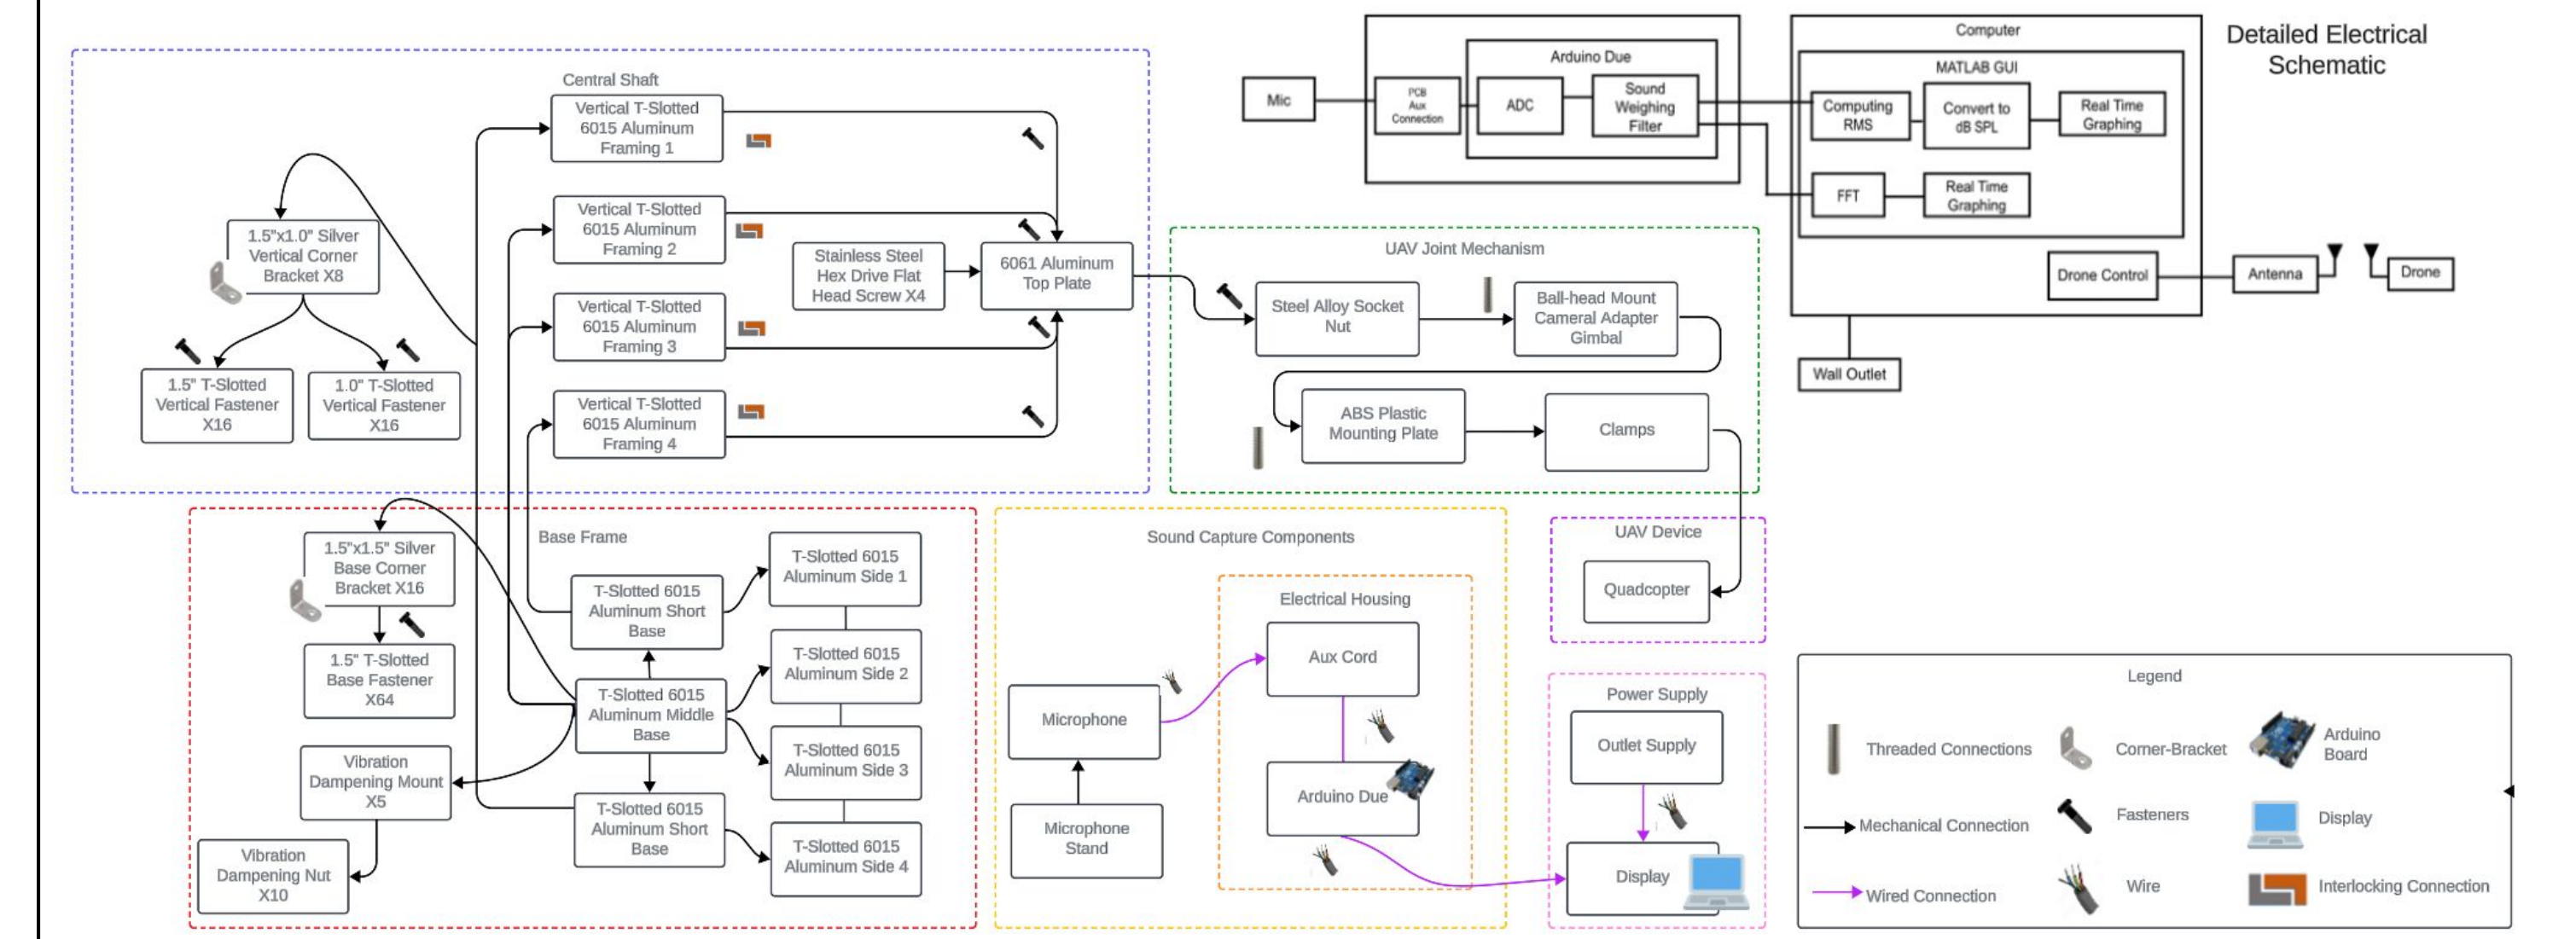 Central Shaft
Vertical T-Slotted
6015 Aluminum
Framing 1
Vertical T-Slotted
6015 Aluminum
Framing 2
Vertical T-Slotted
6015 Aluminum
Framing 3
Vertical T-Slotted
6015 Aluminum
Framing 4
1.5"x1.0" Silver
Vertical Corner
Bracket X8
1.5" T-Slotted
Vertical Fastener
X16
1.0" T-Slotted
Vertical Fastener
X16
Stainless Steel
Hex Drive Flat
Head Screw X4
6061 Aluminum
Top Plate
Detailed Electrical
Schematic
Mic
PCB
Aux
Connection
Arduino Due
ADC
Sound
Weighing
Filter
Computer
MATLAB GUI
Computing
RMS
Convert to
dB SPL
Real Time
Graphing
FFT
Real Time
Graphing
Drone Control
Antenna
Drone
Wall Outlet
UAV Joint Mechanism
Steel Alloy Socket
Nut
Ball-head Mount
Cameral Adapter
Gimbal
ABS Plastic
Mounting Plate
Clamps
Base Frame
1.5"x1.5" Silver
Base Corner
Bracket X16
1.5" T-Slotted
Base Fastener
X64
Vibration
Dampening Mount
X5
Vibration
Dampening Nut
X10
T-Slotted 6015
Aluminum Short
Base
T-Slotted 6015
Aluminum Middle
Base
T-Slotted 6015
Aluminum Short
Base
T-Slotted 6015
Aluminum Side 1
T-Slotted 6015
Aluminum Side 2
T-Slotted 6015
Aluminum Side 3
T-Slotted 6015
Aluminum Side 4
Sound Capture Components
Electrical Housing
Aux Cord
Microphone
Arduino Due
Microphone
Stand
UAV Device
Quadcopter
Power Supply
Outlet Supply
Display
Legend
Threaded Connections
Corner-Bracket
Arduino
Board
Mechanical Connection
Fasteners
Display
Wired Connection
Wire
Interlocking Connection